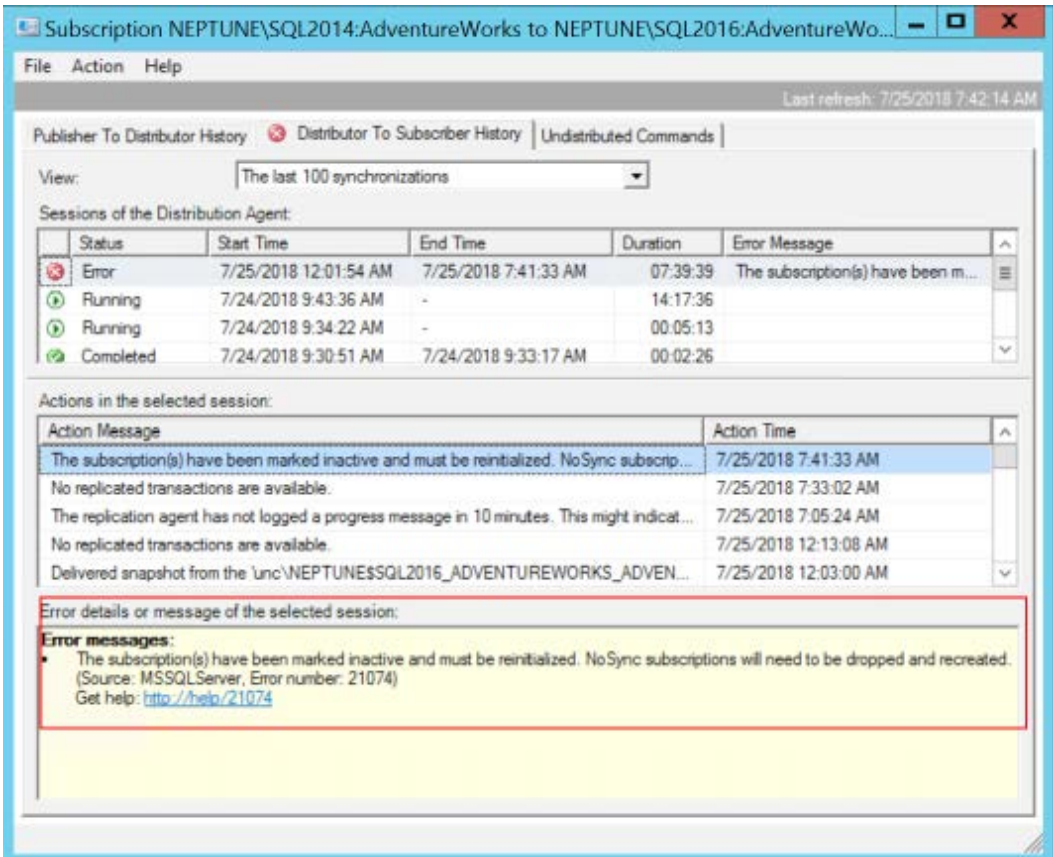 Subscription NEPTUNE\SQL2014:AdventureWorks to NEPTUNE\SQL2016:AdventureWo...
File Action Help
Last refresh: 7/25/2018 7:42:14 AM
Publisher To Distributor History Distributor To Subscriber History Undistributed Commands
View: The last 100 synchronizations
Sessions of the Distribution Agent:
Status Start Time End Time Duration Error Message
Error 7/25/2018 12:01:54 AM 7/25/2018 7:41:33 AM 07:39:39 The subscription(s) have been m...
Running 7/24/2018 9:43:36 AM - 14:17:36
Running 7/24/2018 9:34:22 AM - 00:05:13
Completed 7/24/2018 9:30:51 AM 7/24/2018 9:33:17 AM 00:02:26
Actions in the selected session:
Action Message Action Time
The subscription(s) have been marked inactive and must be reinitialized. NoSync subscrip... 7/25/2018 7:41:33 AM
No replicated transactions are available. 7/25/2018 7:33:02 AM
The replication agent has not logged a progress message in 10 minutes. This might indicat... 7/25/2018 7:05:24 AM
No replicated transactions are available. 7/25/2018 12:13:08 AM
Delivered snapshot from the 'unc\NEPTUNE$SQL2016_ADVENTUREWORKS_ADVEN... 7/25/2018 12:03:00 AM
Error details or message of the selected session:
Error messages:
• The subscription(s) have been marked inactive and must be reinitialized. NoSync subscriptions will need to be dropped and recreated.
(Source: MSSQLServer, Error number: 21074)
Get help: http://help/21074